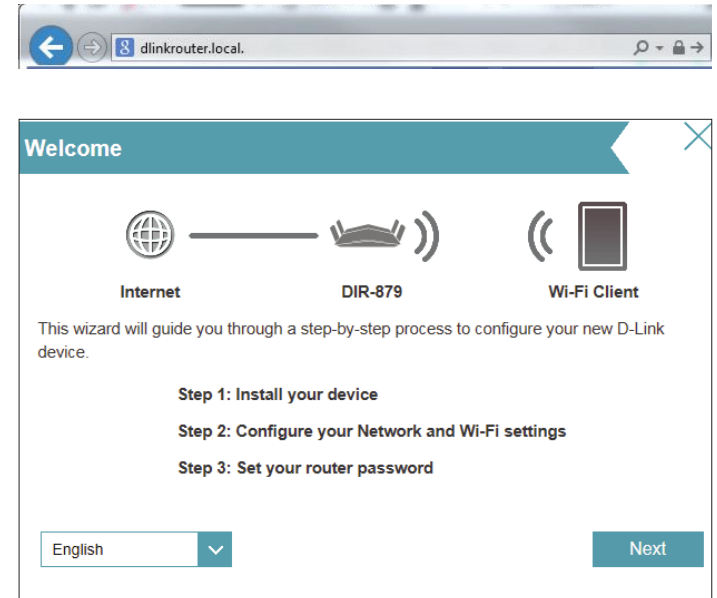 dlinkrouter.local.
Welcome
Internet
DIR-879
Wi-Fi Client
This wizard will guide you through a step-by-step process to configure your new D-Link
device.
Step 1: Install your device
Step 2: Configure your Network and Wi-Fi settings
Step 3: Set your router password
English
Next